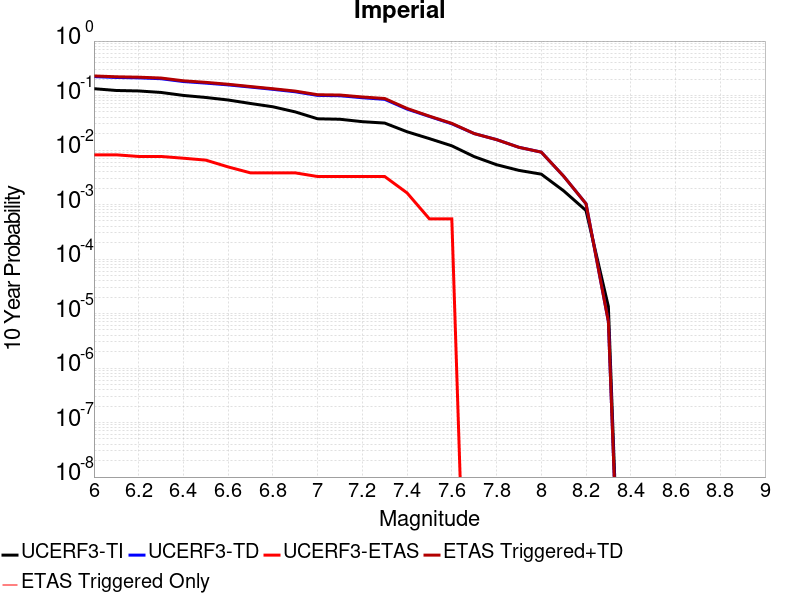 Imperial
10^0
10^-1
10^-2
10^-3
10^-4
10^-5
10^-6
10^-7
10^-8
10 Year Probability
6 6.2 6.4 6.6 6.8 7 7.2 7.4 7.6 7.8 8 8.2 8.4 8.6 8.8 9
Magnitude
UCERF3-TI UCERF3-TD UCERF3-ETAS ETAS Triggered+TD
ETAS Triggered Only